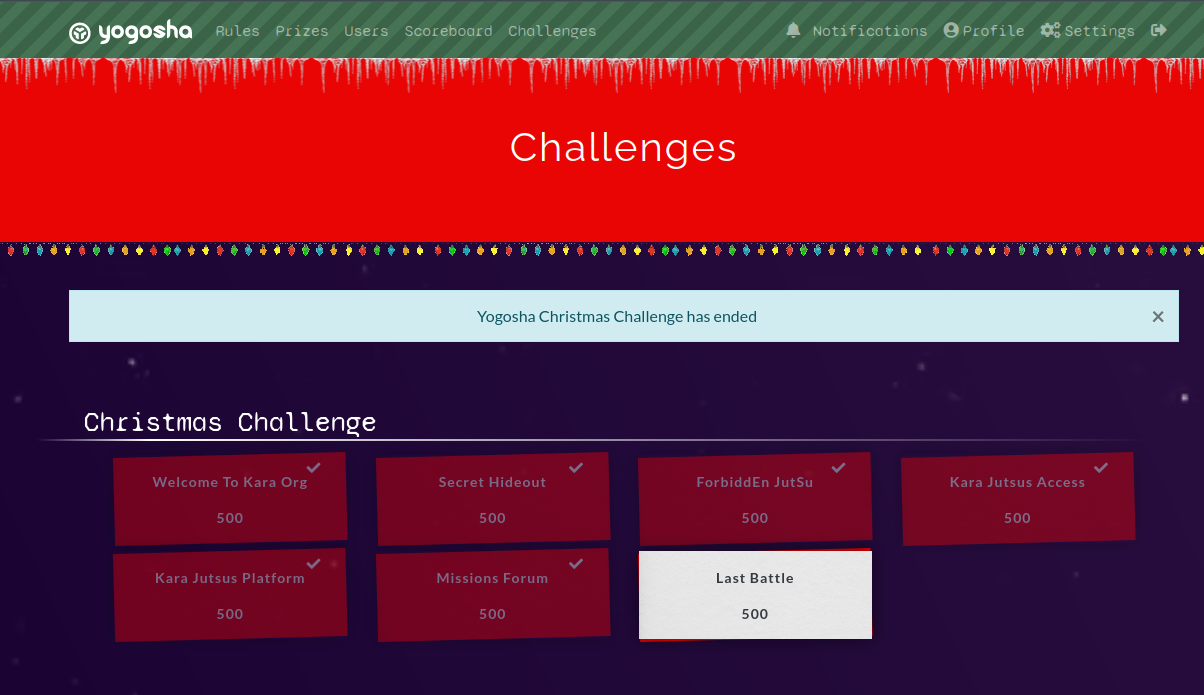 yogosha Rules Prizes Users Scoreboard Challenges Notifications Profile Settings
Challenges
Yogosha Christmas Challenge has ended ×
Christmas Challenge
Welcome To Kara Org Secret Hideout ForbiddEn JutSu Kara Jutsus Access
500 500 500 500
Kara Jutsus Platform Missions Forum Last Battle
500 500 500